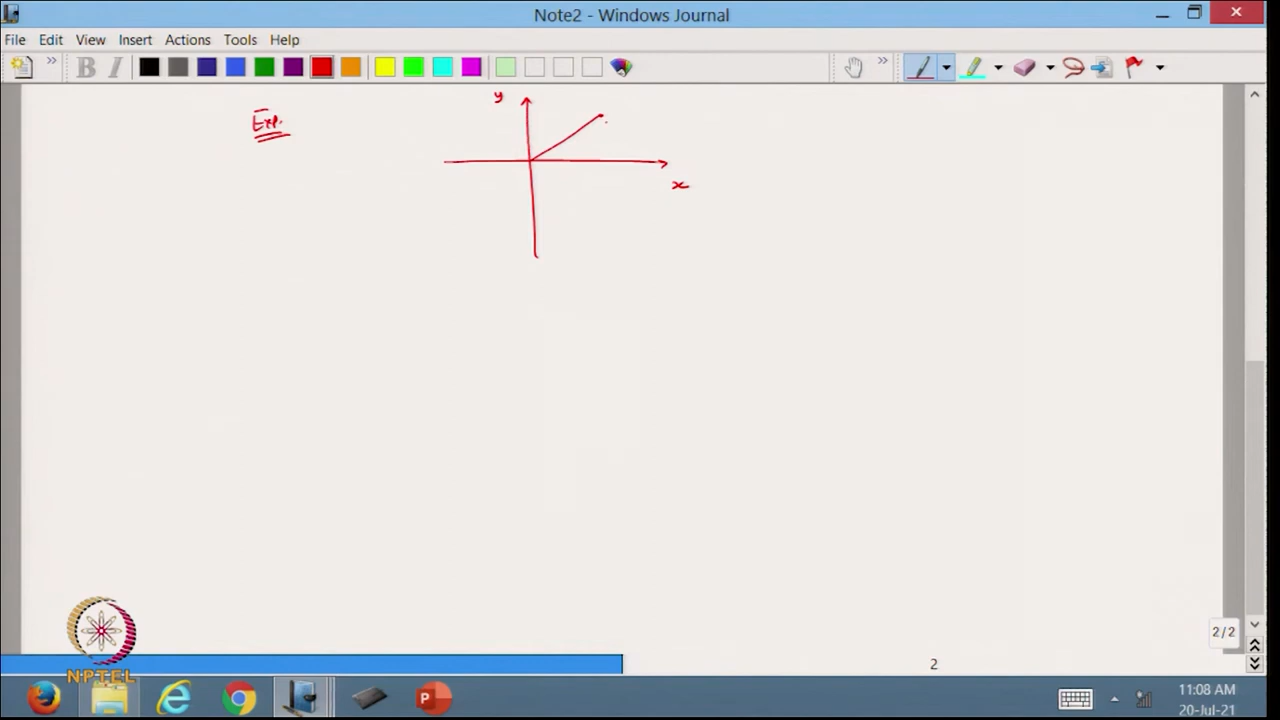 Note2 - Windows Journal
File Edit View Insert Actions Tools Help
B I
y
Exp.
x
2/2
2
NPTEL
11:08 AM
20-Jul-21